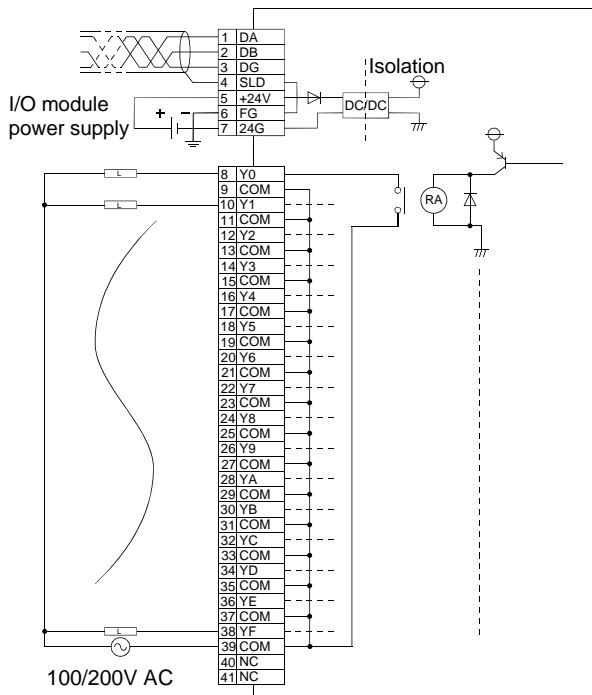 1 DA
2 DB
3 DG
4 SLD
5 +24V
6 FG
7 24G
Isolation
DC/DC
I/O module
power supply
+ −
L
L
8 Y0
9 COM
10 Y1
11 COM
12 Y2
13 COM
14 Y3
15 COM
16 Y4
17 COM
18 Y5
19 COM
20 Y6
21 COM
22 Y7
23 COM
24 Y8
25 COM
26 Y9
27 COM
28 YA
29 COM
30 YB
31 COM
32 YC
33 COM
34 YD
35 COM
36 YE
37 COM
38 YF
39 COM
40 NC
41 NC
RA
L
100/200V AC